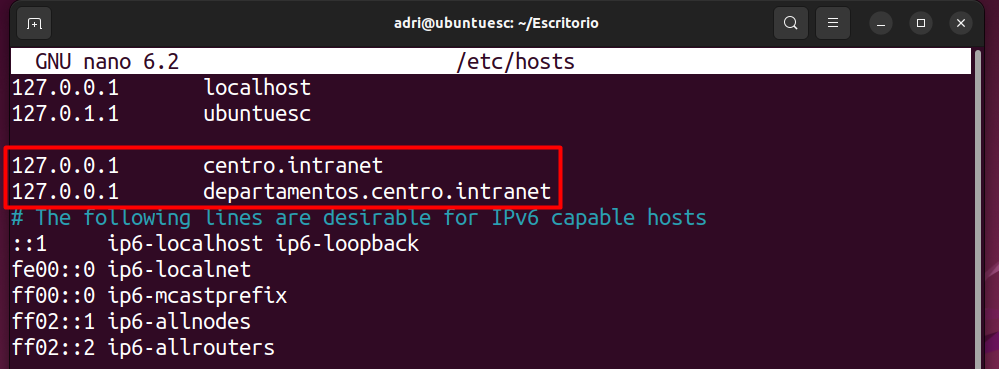 adri@ubuntuesc: ~/Escritorio
GNU nano 6.2 /etc/hosts
127.0.0.1 localhost
127.0.1.1 ubuntuesc
127.0.0.1 centro.intranet
127.0.0.1 departamentos.centro.intranet
# The following lines are desirable for IPv6 capable hosts
::1 ip6-localhost ip6-loopback
fe00::0 ip6-localnet
ff00::0 ip6-mcastprefix
ff02::1 ip6-allnodes
ff02::2 ip6-allrouters